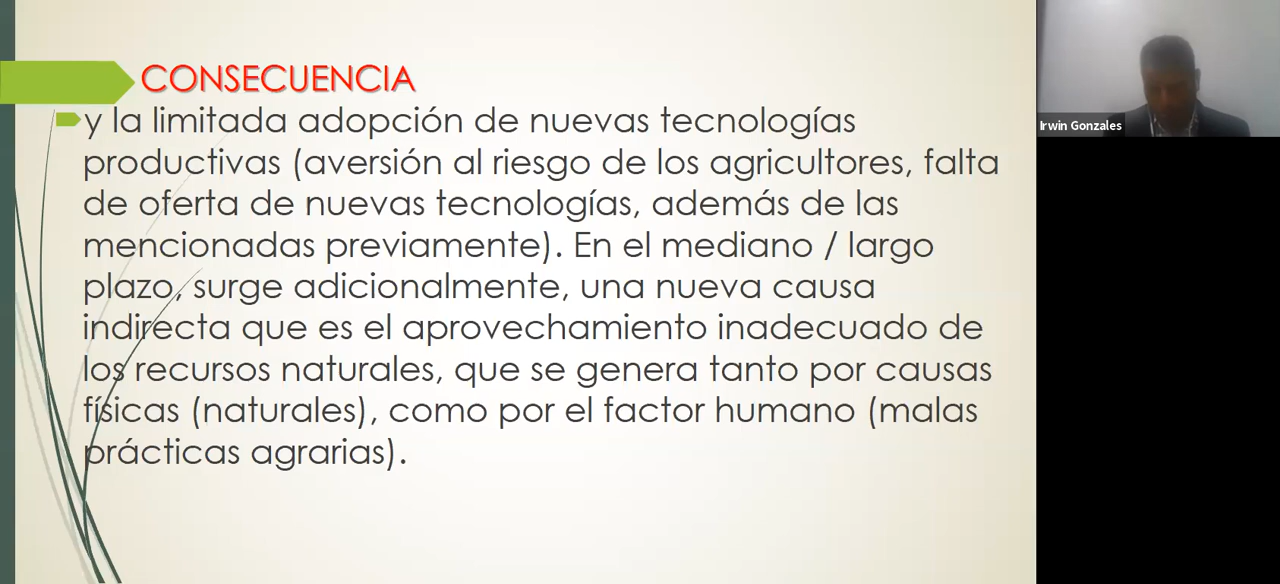 CONSECUENCIA
y la limitada adopción de nuevas tecnologías
productivas (aversión al riesgo de los agricultores, falta
de oferta de nuevas tecnologías, además de las
mencionadas previamente). En el mediano / largo
plazo, surge adicionalmente, una nueva causa
indirecta que es el aprovechamiento inadecuado de
los recursos naturales, que se genera tanto por causas
físicas (naturales), como por el factor humano (malas
prácticas agrarias).
Irwin Gonzales